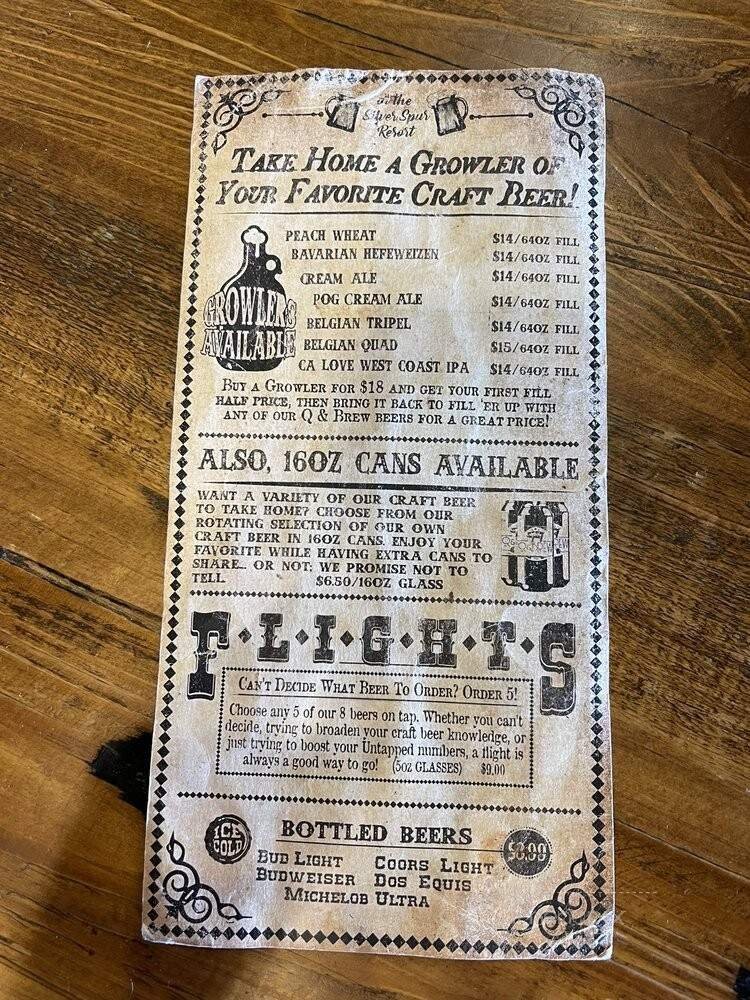 at the
Silver Spur
Resort
TAKE HOME A GROWLER OF
YOUR FAVORITE CRAFT BEER!
GROWLERS
AVAILABLE
PEACH WHEAT $14/64OZ FILL
BAVARIAN HEFEWEIZEN $14/64OZ FILL
CREAM ALE $14/64OZ FILL
POG CREAM ALE $14/64OZ FILL
BELGIAN TRIPEL $14/64OZ FILL
BELGIAN QUAD $15/64OZ FILL
CA LOVE WEST COAST IPA $14/64OZ FILL
BUY A GROWLER FOR $18 AND GET YOUR FIRST FILL
HALF PRICE, THEN BRING IT BACK TO FILL 'ER UP WITH
ANY OF OUR Q & BREW BEERS FOR A GREAT PRICE!
ALSO, 16OZ CANS AVAILABLE
WANT A VARIETY OF OUR CRAFT BEER
TO TAKE HOME? CHOOSE FROM OUR
ROTATING SELECTION OF OUR OWN
CRAFT BEER IN 16OZ CANS. ENJOY YOUR
FAVORITE WHILE HAVING EXTRA CANS TO
SHARE... OR NOT; WE PROMISE NOT TO
TELL. $6.50/16OZ GLASS
F•L•I•G•H•T•S
CAN'T DECIDE WHAT BEER TO ORDER? ORDER 5!
Choose any 5 of our 8 beers on tap. Whether you can't
decide, trying to broaden your craft beer knowledge, or
just trying to boost your Untapped numbers, a flight is
always a good way to go! (5OZ GLASSES) $9.00
ICE
COLD
BOTTLED BEERS
BUD LIGHT COORS LIGHT
BUDWEISER DOS EQUIS
MICHELOB ULTRA